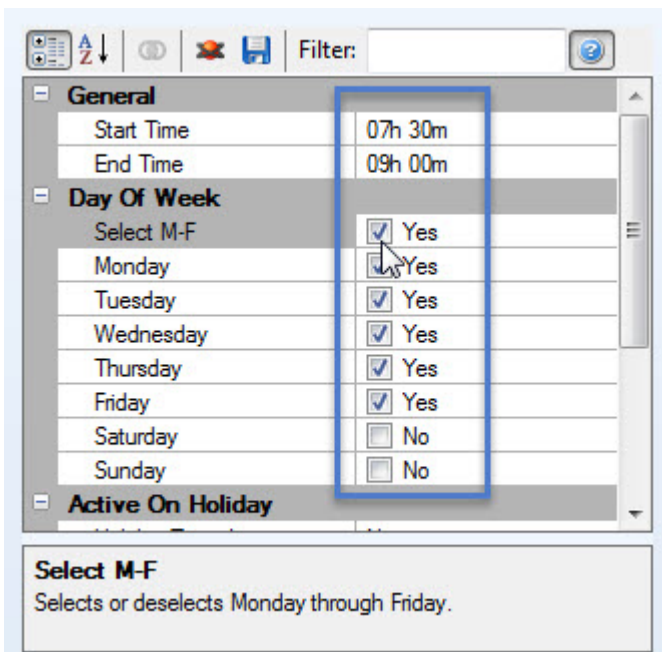 Filter:
General
Start Time 07h 30m
End Time 09h 00m
Day Of Week
Select M-F Yes
Monday Yes
Tuesday Yes
Wednesday Yes
Thursday Yes
Friday Yes
Saturday No
Sunday No
Active On Holiday
Select M-F
Selects or deselects Monday through Friday.